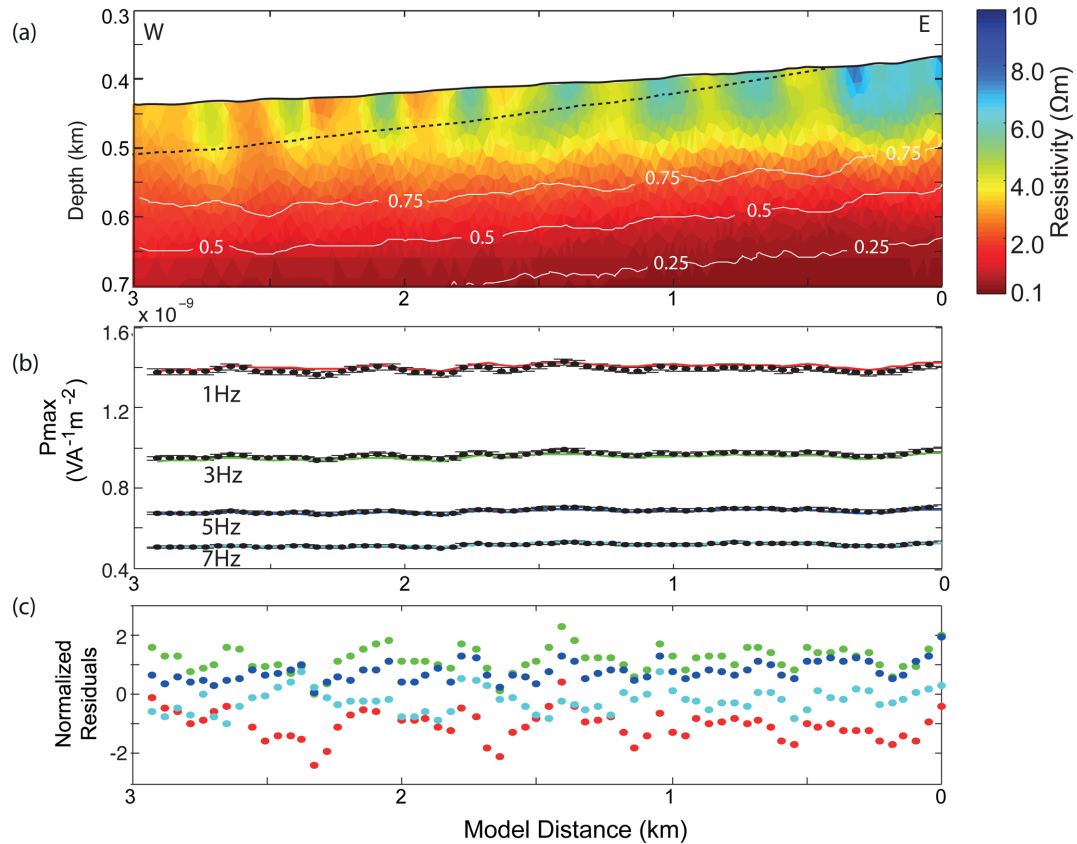 (a)
W
E
Depth (km)
0.3
0.4
0.5
0.6
0.7
0.75
0.75
0.75
0.5
0.5
0.5
0.25
0.25
3
2
1
0
10
8.0
6.0
4.0
2.0
0.1
Resistivity (Ωm)
x 10⁻⁹
(b)
Pmax
(VA⁻¹m⁻²)
1.6
1.2
0.8
0.4
1Hz
3Hz
5Hz
7Hz
3
2
1
0
(c)
Normalized
Residuals
2
0
-2
3
2
1
0
Model Distance (km)